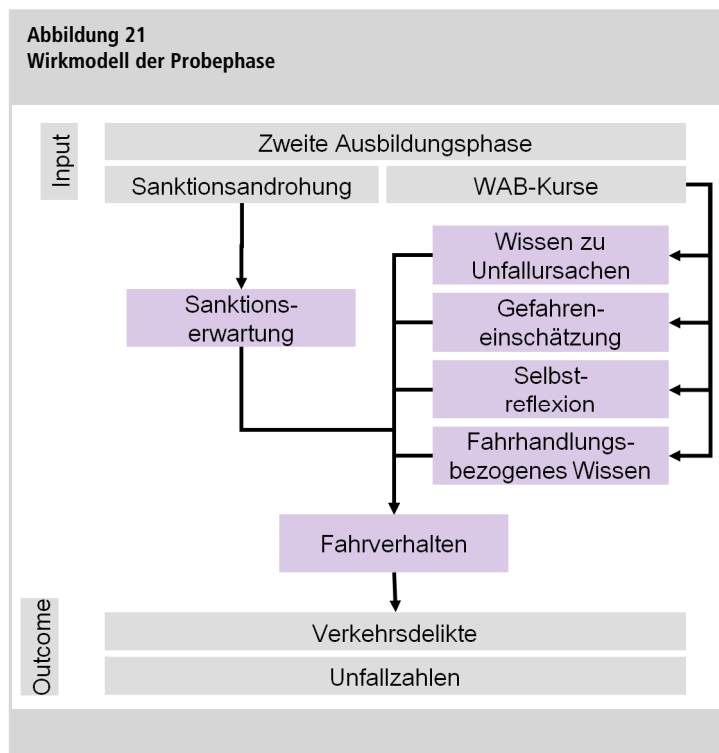 Abbildung 21
Wirkmodell der Probephase
Input
Zweite Ausbildungsphase
Sanktionsandrohung
WAB-Kurse
Wissen zu
Unfallursachen
Sanktions-
erwartung
Gefahren-
einschätzung
Selbst-
reflexion
Fahrhandlungs-
bezogenes Wissen
Fahrverhalten
Outcome
Verkehrsdelikte
Unfallzahlen